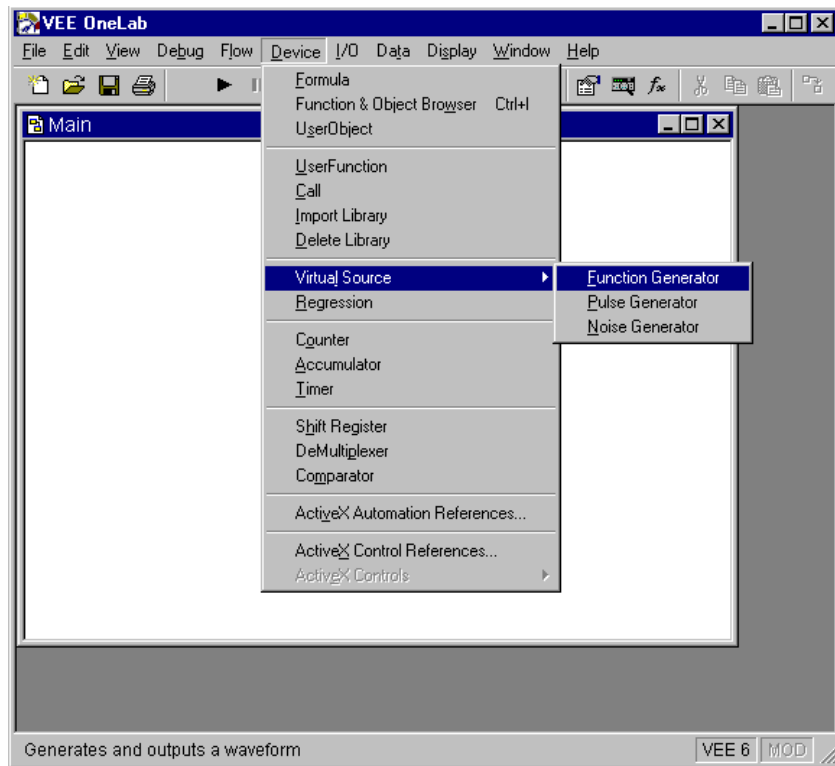 VEE OneLab
File Edit View Debug Flow Device I/O Data Display Window Help
Main
Formula
Function & Object Browser Ctrl+I
UserObject
UserFunction
Call
Import Library
Delete Library
Virtual Source
Regression
Counter
Accumulator
Timer
Shift Register
DeMultiplexer
Comparator
ActiveX Automation References...
ActiveX Control References...
ActiveX Controls
Function Generator
Pulse Generator
Noise Generator
Generates and outputs a waveform VEE 6 MOD